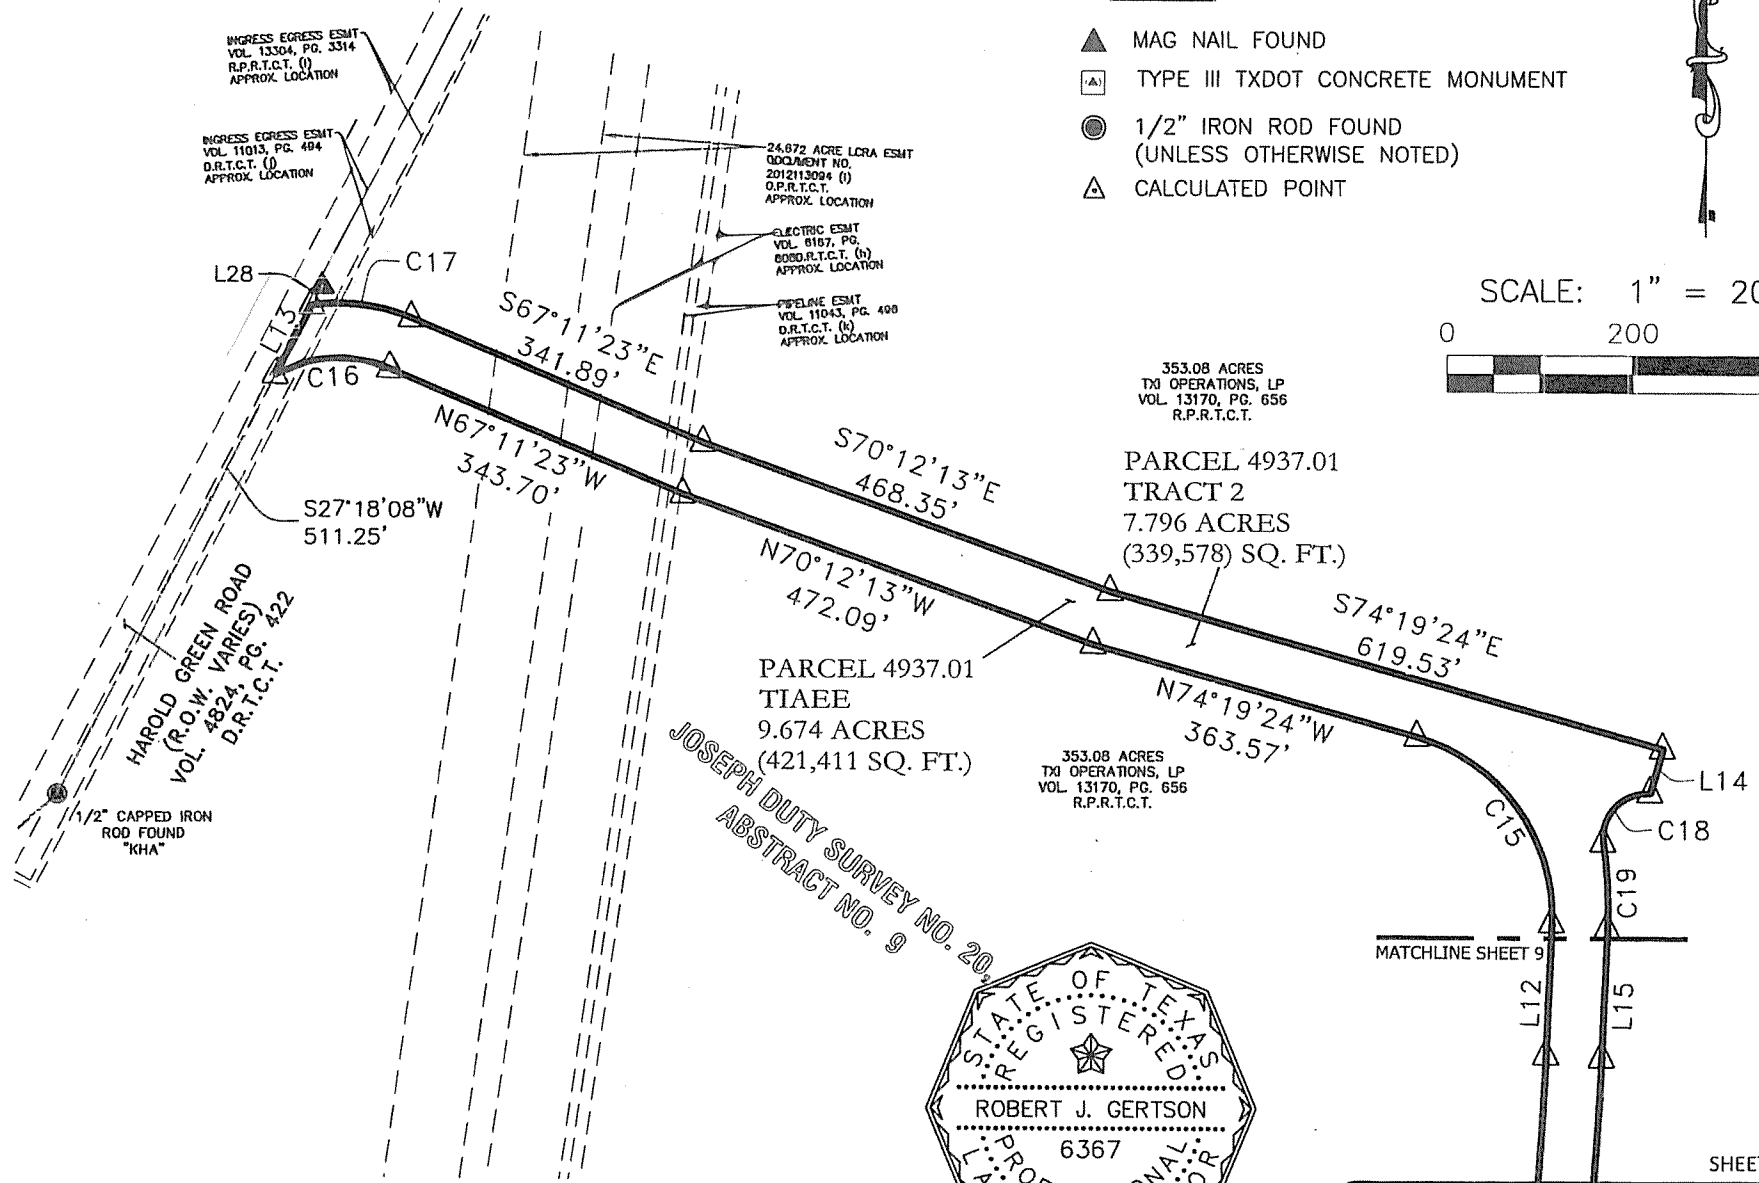 MAG NAIL FOUND
TYPE III TXDOT CONCRETE MONUMENT
1/2" IRON ROD FOUND
(UNLESS OTHERWISE NOTED)
CALCULATED POINT
INGRESS EGRESS ESMT
VOL. 13304, PG. 3314
R.P.R.T.C.T. (I)
APPROX. LOCATION
INGRESS EGRESS ESMT
VOL. 11013, PG. 494
D.R.T.C.T. (J)
APPROX. LOCATION
24.672 ACRE LCRA ESMT
DOCUMENT NO.
2012113094 (I)
O.P.R.T.C.T.
APPROX. LOCATION
ELECTRIC ESMT
VOL. 6167, PG.
APPROX. LOCATION
PIPELINE ESMT
VOL. 11043, PG. 496
D.R.T.C.T. (k)
APPROX. LOCATION
SCALE: 1" = 20
0 200
L28
C17
L13
C16
S67°11'23"E
341.89'
N67°11'23"W
343.70'
S27°18'08"W
511.25'
S70°12'13"E
468.35'
N70°12'13"W
472.09'
353.08 ACRES
TXI OPERATIONS, LP
VOL. 13170, PG. 656
R.P.R.T.C.T.
PARCEL 4937.01
TRACT 2
7.796 ACRES
(339,578) SQ. FT.)
S74°19'24"E
619.53'
N74°19'24"W
363.57'
PARCEL 4937.01
TIAEE
9.674 ACRES
(421,411 SQ. FT.)
353.08 ACRES
TXI OPERATIONS, LP
VOL. 13170, PG. 656
R.P.R.T.C.T.
HAROLD GREEN ROAD
(R.O.W. VARIES)
VOL. 4824, PG. 422
D.R.T.C.T.
1/2" CAPPED IRON
ROD FOUND
"KHA"
JOSEPH DUTY SURVEY NO. 20,
ABSTRACT NO. 9
L14
C18
C15
C19
MATCHLINE SHEET 9
L12
L15
STATE OF TEXAS
REGISTERED
ROBERT J. GERTSON
6367
SHEET